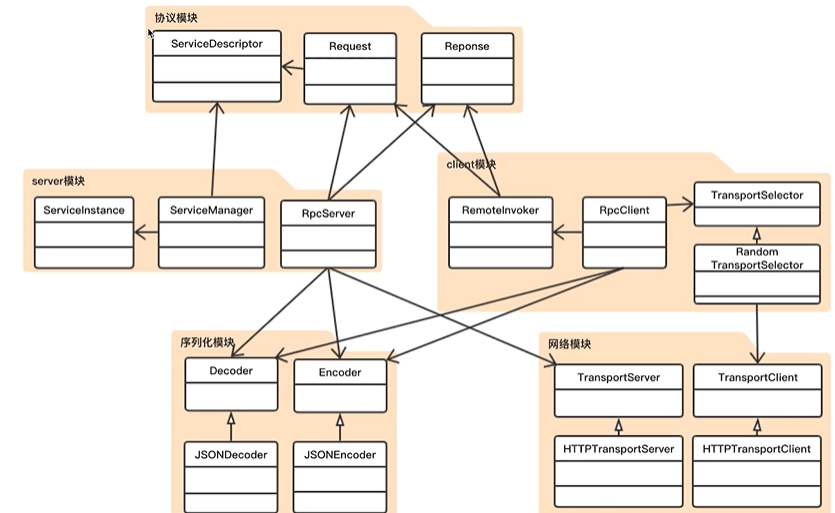 协议模块
ServiceDescriptor
Request
Reponse
server模块
ServiceInstance
ServiceManager
RpcServer
client模块
RemoteInvoker
RpcClient
TransportSelector
Random
TransportSelector
序列化模块
Decoder
Encoder
JSONDecoder
JSONEncoder
网络模块
TransportServer
TransportClient
HTTPTransportServer
HTTPTransportClient